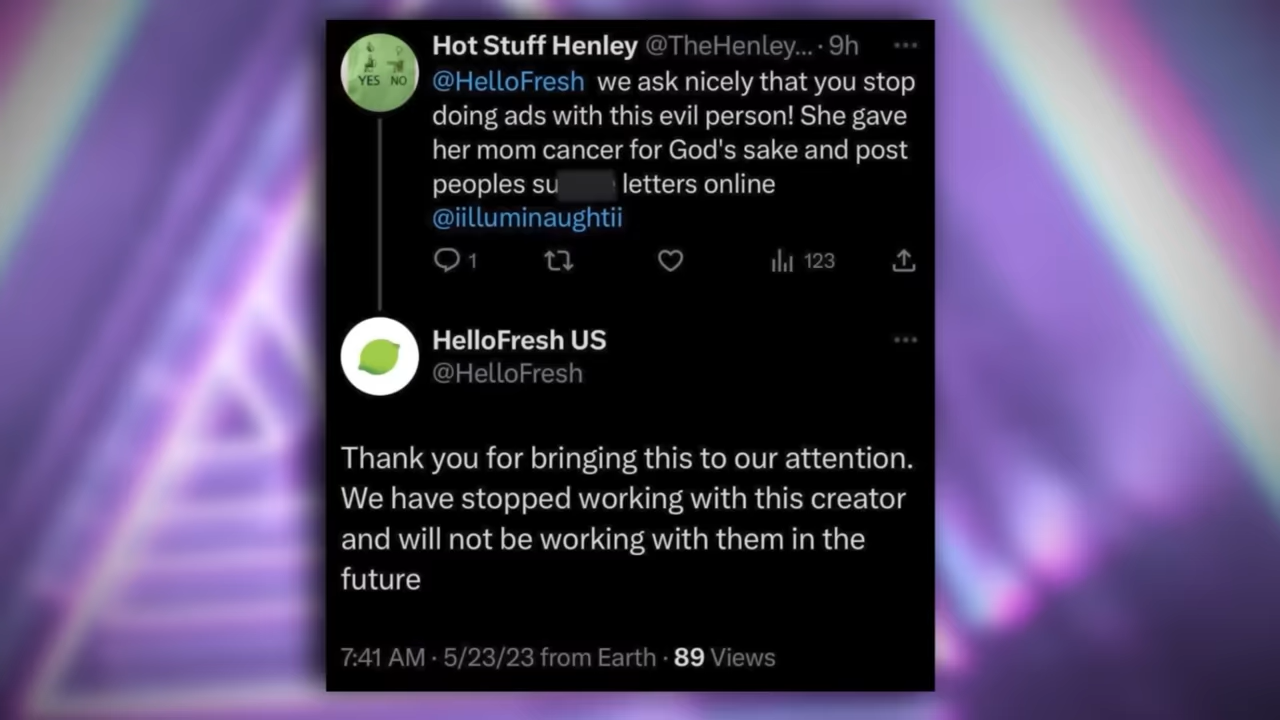 Hot Stuff Henley @TheHenley... · 9h
YES NO
@HelloFresh we ask nicely that you stop
doing ads with this evil person! She gave
her mom cancer for God's sake and post
peoples su letters online
@iilluminaughtii
1 123
HelloFresh US
@HelloFresh
Thank you for bringing this to our attention.
We have stopped working with this creator
and will not be working with them in the
future
7:41 AM · 5/23/23 from Earth · 89 Views